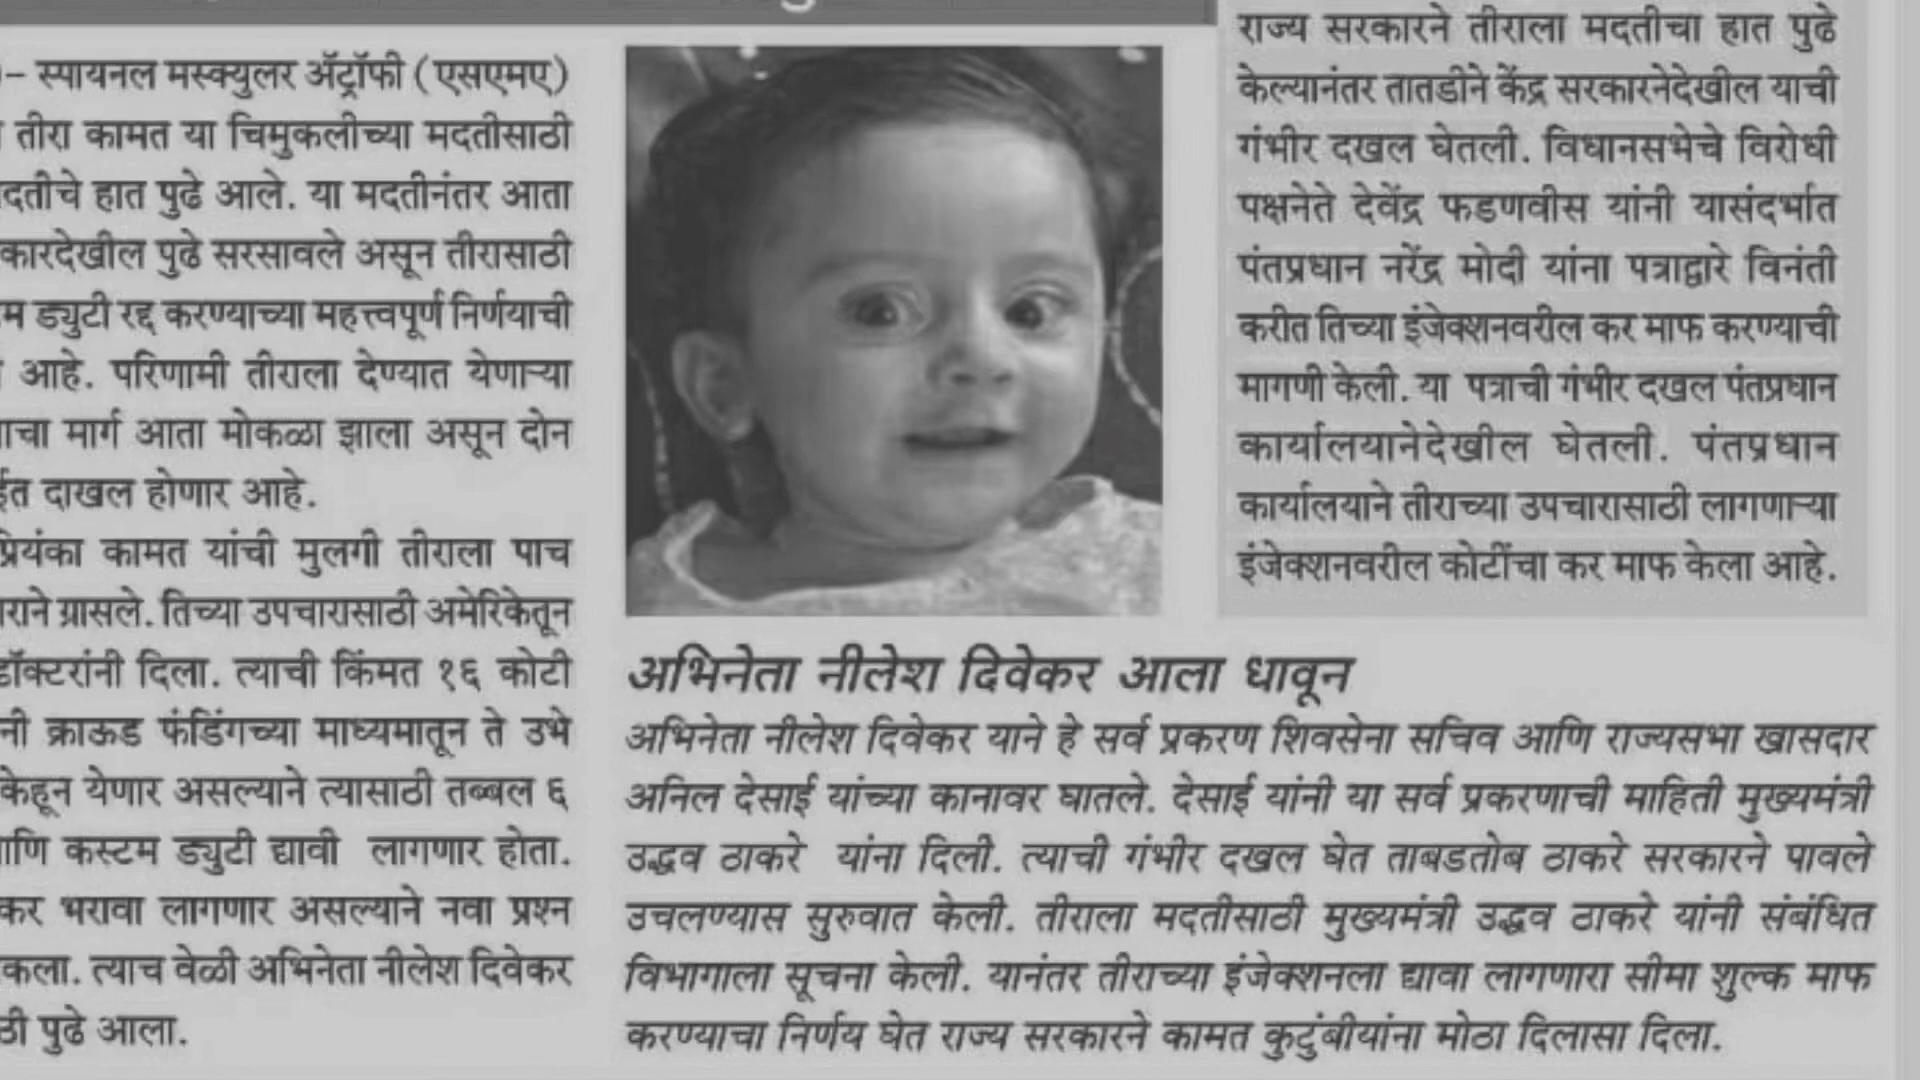 – स्पायनल मस्क्युलर ॲट्रॉफी (एसएमए)
तीरा कामत या चिमुकलीच्या मदतीसाठी
दतीचे हात पुढे आले. या मदतीनंतर आता
कारदेखील पुढे सरसावले असून तीरासाठी
म ड्युटी रद्द करण्याच्या महत्त्वपूर्ण निर्णयाची
आहे. परिणामी तीराला देण्यात येणाऱ्या
ाचा मार्ग आता मोकळा झाला असून दोन
ईत दाखल होणार आहे.
प्रियंका कामत यांची मुलगी तीराला पाच
राने ग्रासले. तिच्या उपचारासाठी अमेरिकेतून
डॉक्टरांनी दिला. त्याची किंमत १६ कोटी
नी क्राऊड फंडिंगच्या माध्यमातून ते उभे
केहून येणार असल्याने त्यासाठी तब्बल ६
ाणि कस्टम ड्युटी द्यावी लागणार होता.
कर भरावा लागणार असल्याने नवा प्रश्न
कला. त्याच वेळी अभिनेता नीलेश दिवेकर
ठी पुढे आला.
राज्य सरकारने तीराला मदतीचा हात पुढे
केल्यानंतर तातडीने केंद्र सरकारनेदेखील याची
गंभीर दखल घेतली. विधानसभेचे विरोधी
पक्षनेते देवेंद्र फडणवीस यांनी यासंदर्भात
पंतप्रधान नरेंद्र मोदी यांना पत्राद्वारे विनंती
करीत तिच्या इंजेक्शनवरील कर माफ करण्याची
मागणी केली. या पत्राची गंभीर दखल पंतप्रधान
कार्यालयानेदेखील घेतली. पंतप्रधान
कार्यालयाने तीराच्या उपचारासाठी लागणाऱ्या
इंजेक्शनवरील कोटींचा कर माफ केला आहे.
अभिनेता नीलेश दिवेकर आला धावून
अभिनेता नीलेश दिवेकर याने हे सर्व प्रकरण शिवसेना सचिव आणि राज्यसभा खासदार
अनिल देसाई यांच्या कानावर घातले. देसाई यांनी या सर्व प्रकरणाची माहिती मुख्यमंत्री
उद्धव ठाकरे यांना दिली. त्याची गंभीर दखल घेत ताबडतोब ठाकरे सरकारने पावले
उचलण्यास सुरुवात केली. तीराला मदतीसाठी मुख्यमंत्री उद्धव ठाकरे यांनी संबंधित
विभागाला सूचना केली. यानंतर तीराच्या इंजेक्शनला द्यावा लागणारा सीमा शुल्क माफ
करण्याचा निर्णय घेत राज्य सरकारने कामत कुटुंबीयांना मोठा दिलासा दिला.